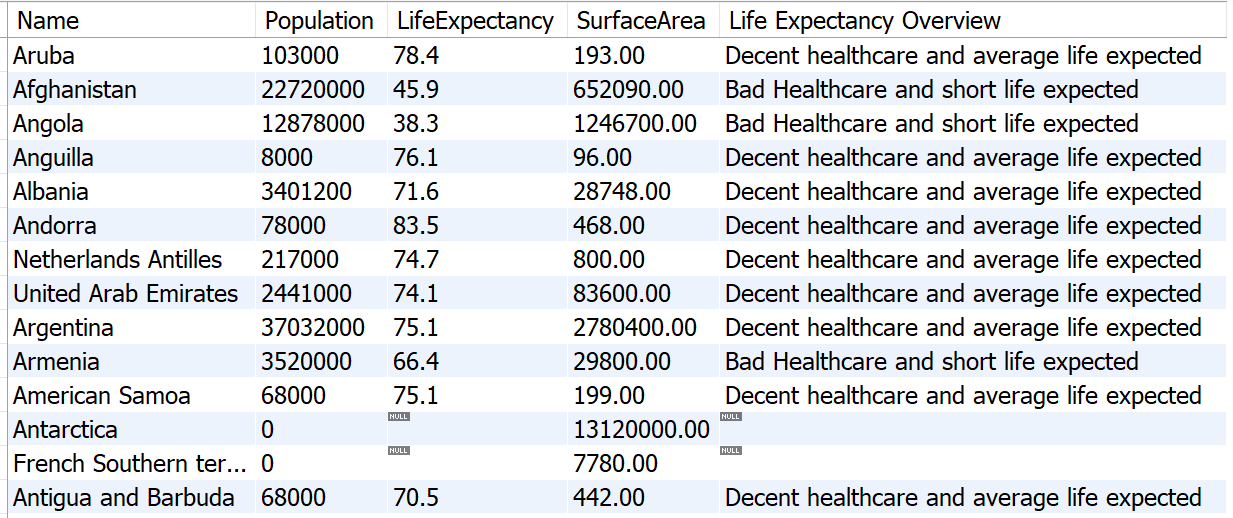 Name Population LifeExpectancy SurfaceArea Life Expectancy Overview
Aruba 103000 78.4 193.00 Decent healthcare and average life expected
Afghanistan 22720000 45.9 652090.00 Bad Healthcare and short life expected
Angola 12878000 38.3 1246700.00 Bad Healthcare and short life expected
Anguilla 8000 76.1 96.00 Decent healthcare and average life expected
Albania 3401200 71.6 28748.00 Decent healthcare and average life expected
Andorra 78000 83.5 468.00 Decent healthcare and average life expected
Netherlands Antilles 217000 74.7 800.00 Decent healthcare and average life expected
United Arab Emirates 2441000 74.1 83600.00 Decent healthcare and average life expected
Argentina 37032000 75.1 2780400.00 Decent healthcare and average life expected
Armenia 3520000 66.4 29800.00 Bad Healthcare and short life expected
American Samoa 68000 75.1 199.00 Decent healthcare and average life expected
Antarctica 0 NULL 13120000.00 NULL
French Southern ter... 0 NULL 7780.00 NULL
Antigua and Barbuda 68000 70.5 442.00 Decent healthcare and average life expected